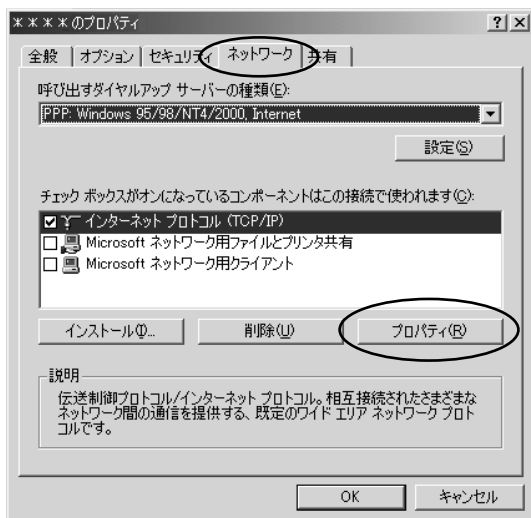 ＊＊＊＊のプロパティ ? ×
全般 オプション セキュリティ ネットワーク 共有
呼び出すダイヤルアップ サーバーの種類(E):
PPP: Windows 95/98/NT4/2000, Internet
設定(S)
チェック ボックスがオンになっているコンポーネントはこの接続で使われます(C):
インターネット プロトコル (TCP/IP)
Microsoft ネットワーク用ファイルとプリンタ共有
Microsoft ネットワーク用クライアント
インストール(I)... 削除(U) プロパティ(R)
説明
伝送制御プロトコル/インターネット プロトコル。相互接続されたさまざまな
ネットワーク間の通信を提供する、既定のワイド エリア ネットワーク プロト
コルです。
OK キャンセル